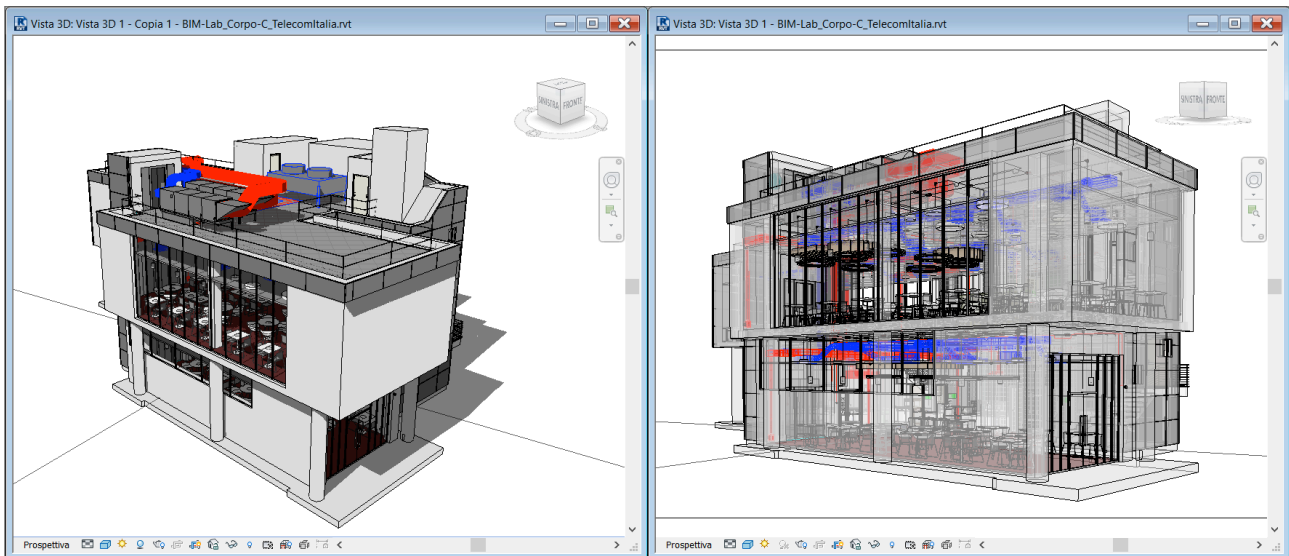 Vista 3D: Vista 3D 1 - Copia 1 - BIM-Lab_Corpo-C_TelecomItalia.rvt
SINISTRA
FRONTE
Prospettiva
Vista 3D: Vista 3D 1 - BIM-Lab_Corpo-C_TelecomItalia.rvt
SINISTRA
FRONTE
Prospettiva